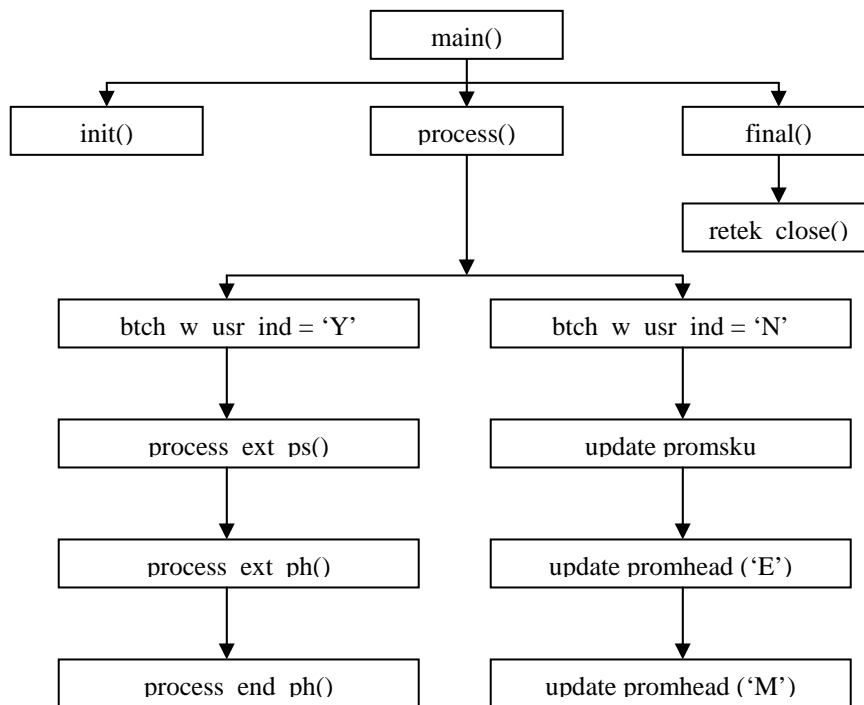 main()
init()
process()
final()
retek close()
btch w usr ind = ‘Y’
btch w usr ind = ‘N’
process ext ps()
update promsku
process ext ph()
update promhead (‘E’)
process end ph()
update promhead (‘M’)